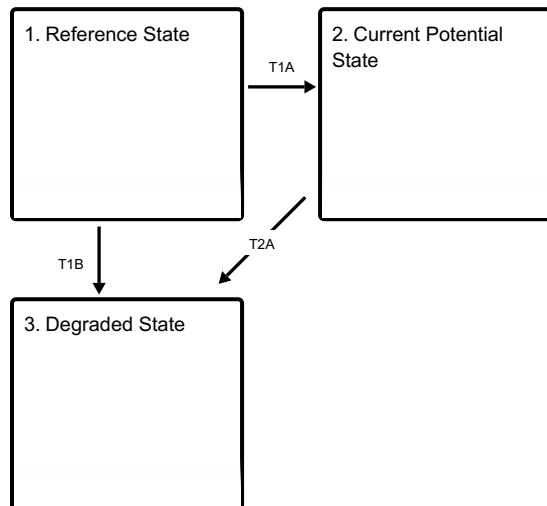 1. Reference State
2. Current Potential
State
T1A
T1B
T2A
3. Degraded State